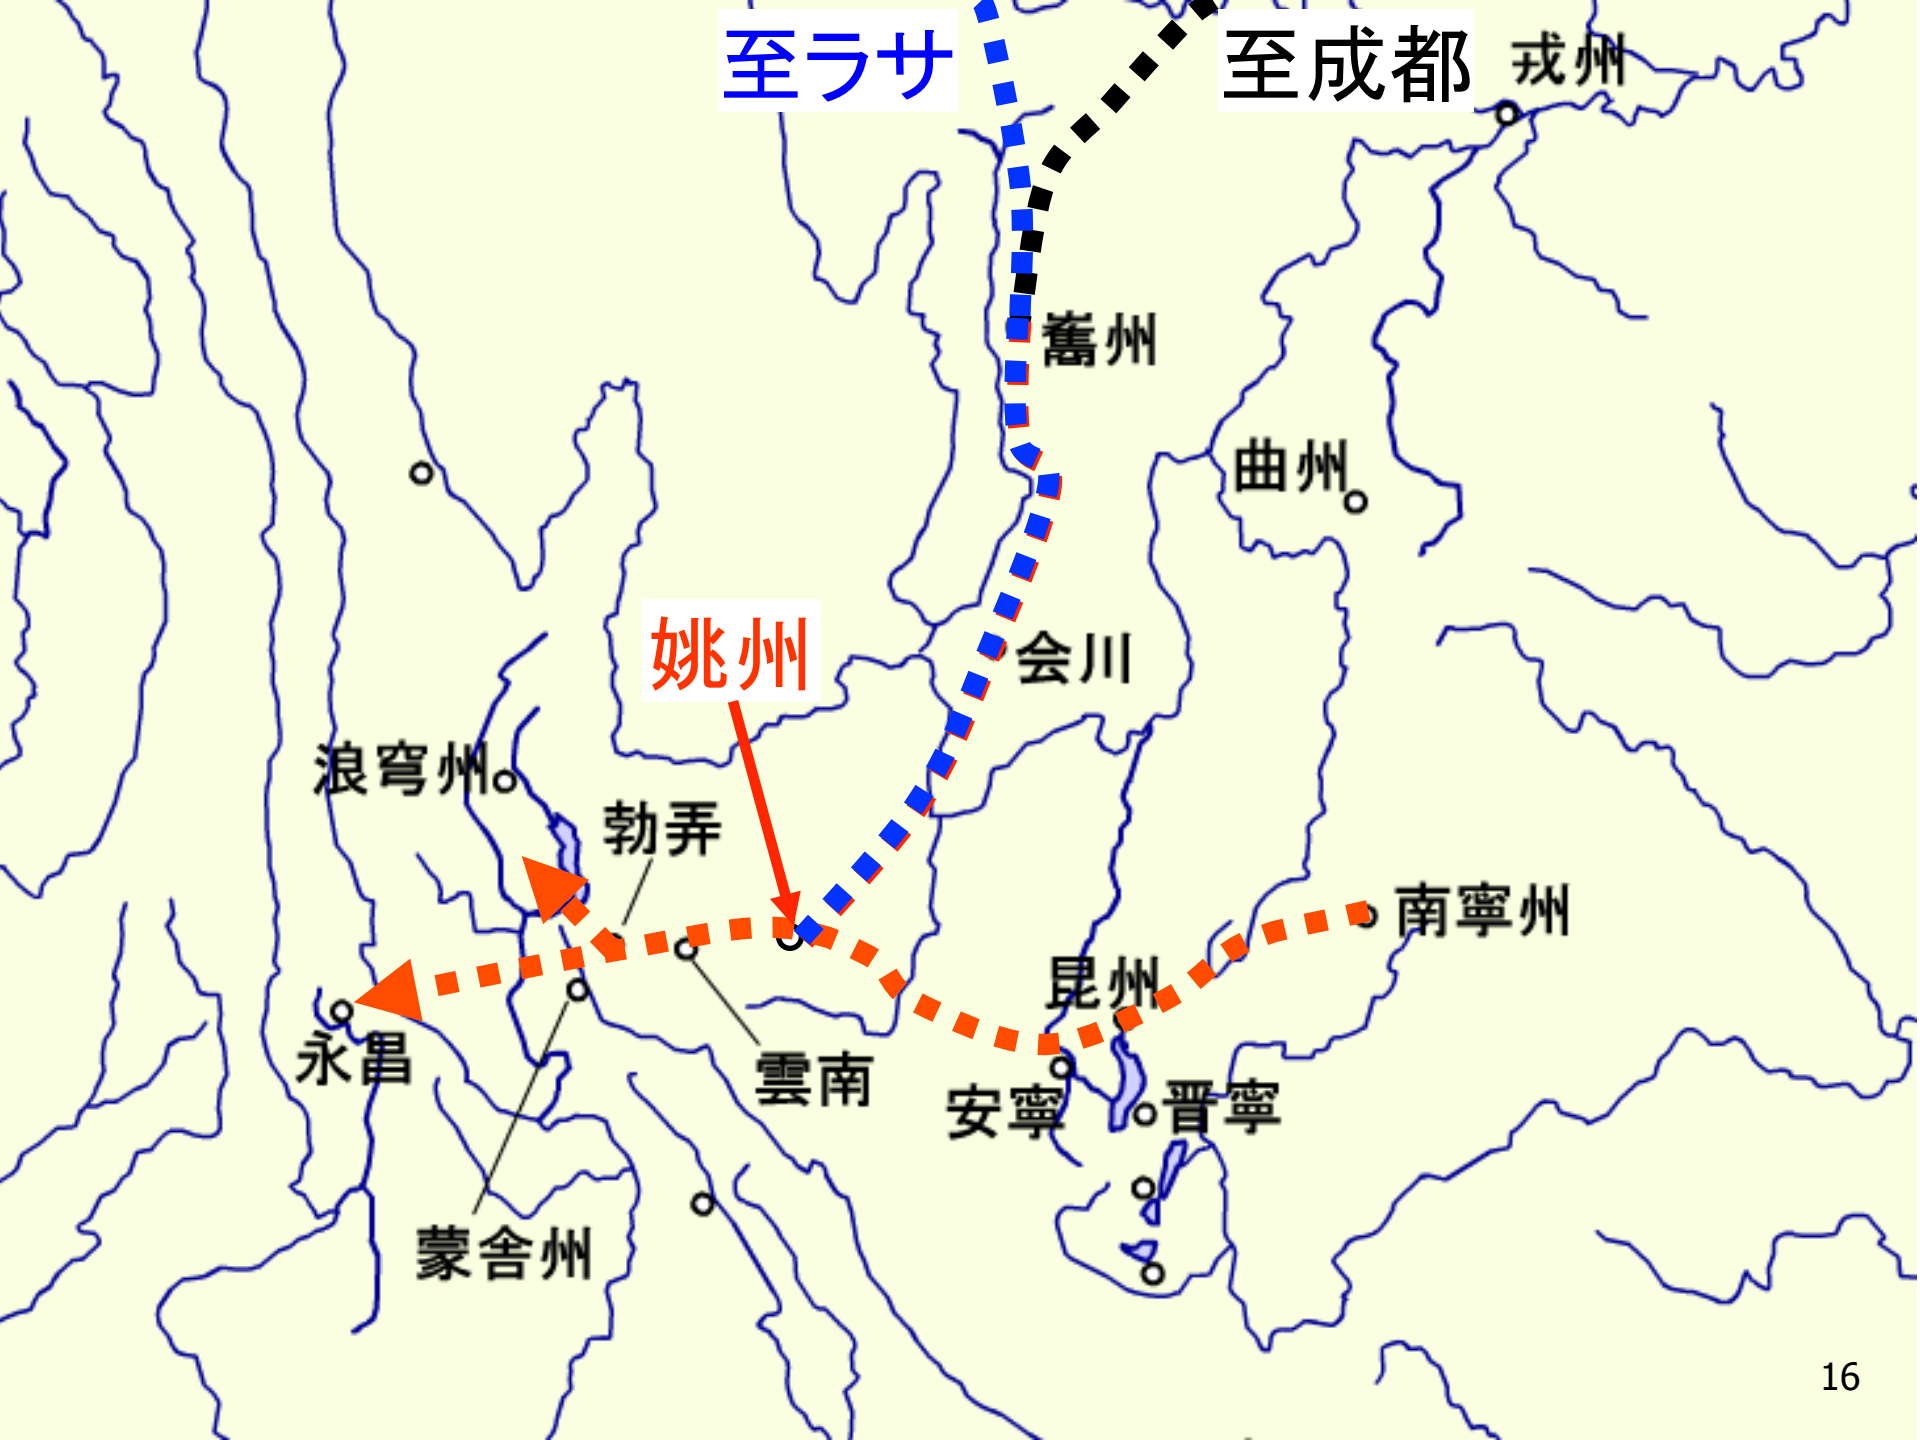 至ラサ
至成都
戎州
巂州
曲州
姚州
会川
浪穹州
勃弄
南寧州
昆州
永昌
雲南
安寧
晋寧
蒙舎州
16